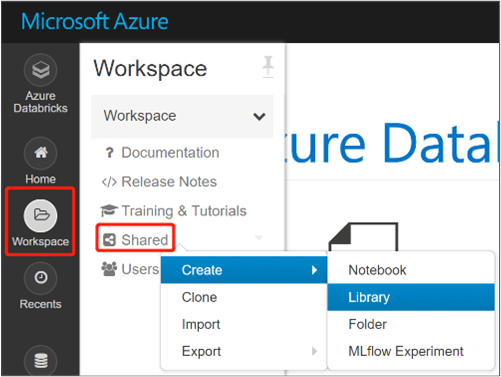 Microsoft Azure
Azure
Databricks
Home
Workspace
Recents
Workspace
Workspace
? Documentation
</> Release Notes
Training & Tutorials
Shared
Users
Create
Clone
Import
Export
Notebook
Library
Folder
MLflow Experiment
zure Datab